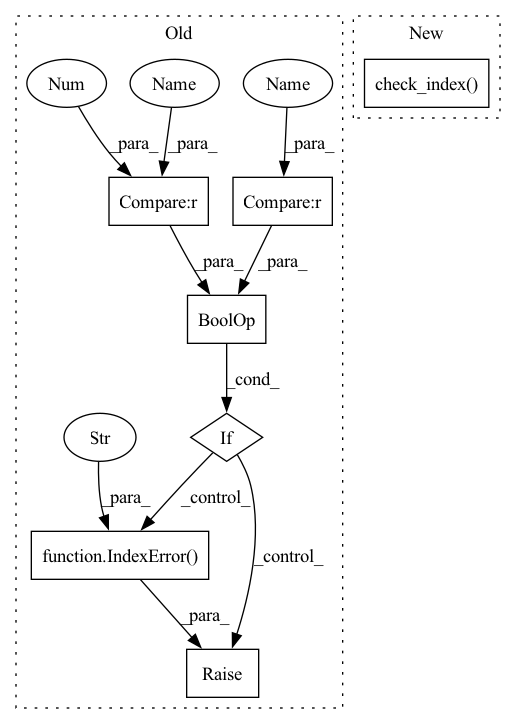 Old
New
Num
Name
Name
check_index()
_para_
_para_
_para_
Compare:r
Compare:r
_para_
_para_
BoolOp
_cond_
Str
If
_para_
_control_
_control_
function.IndexError()
_para_
Raise